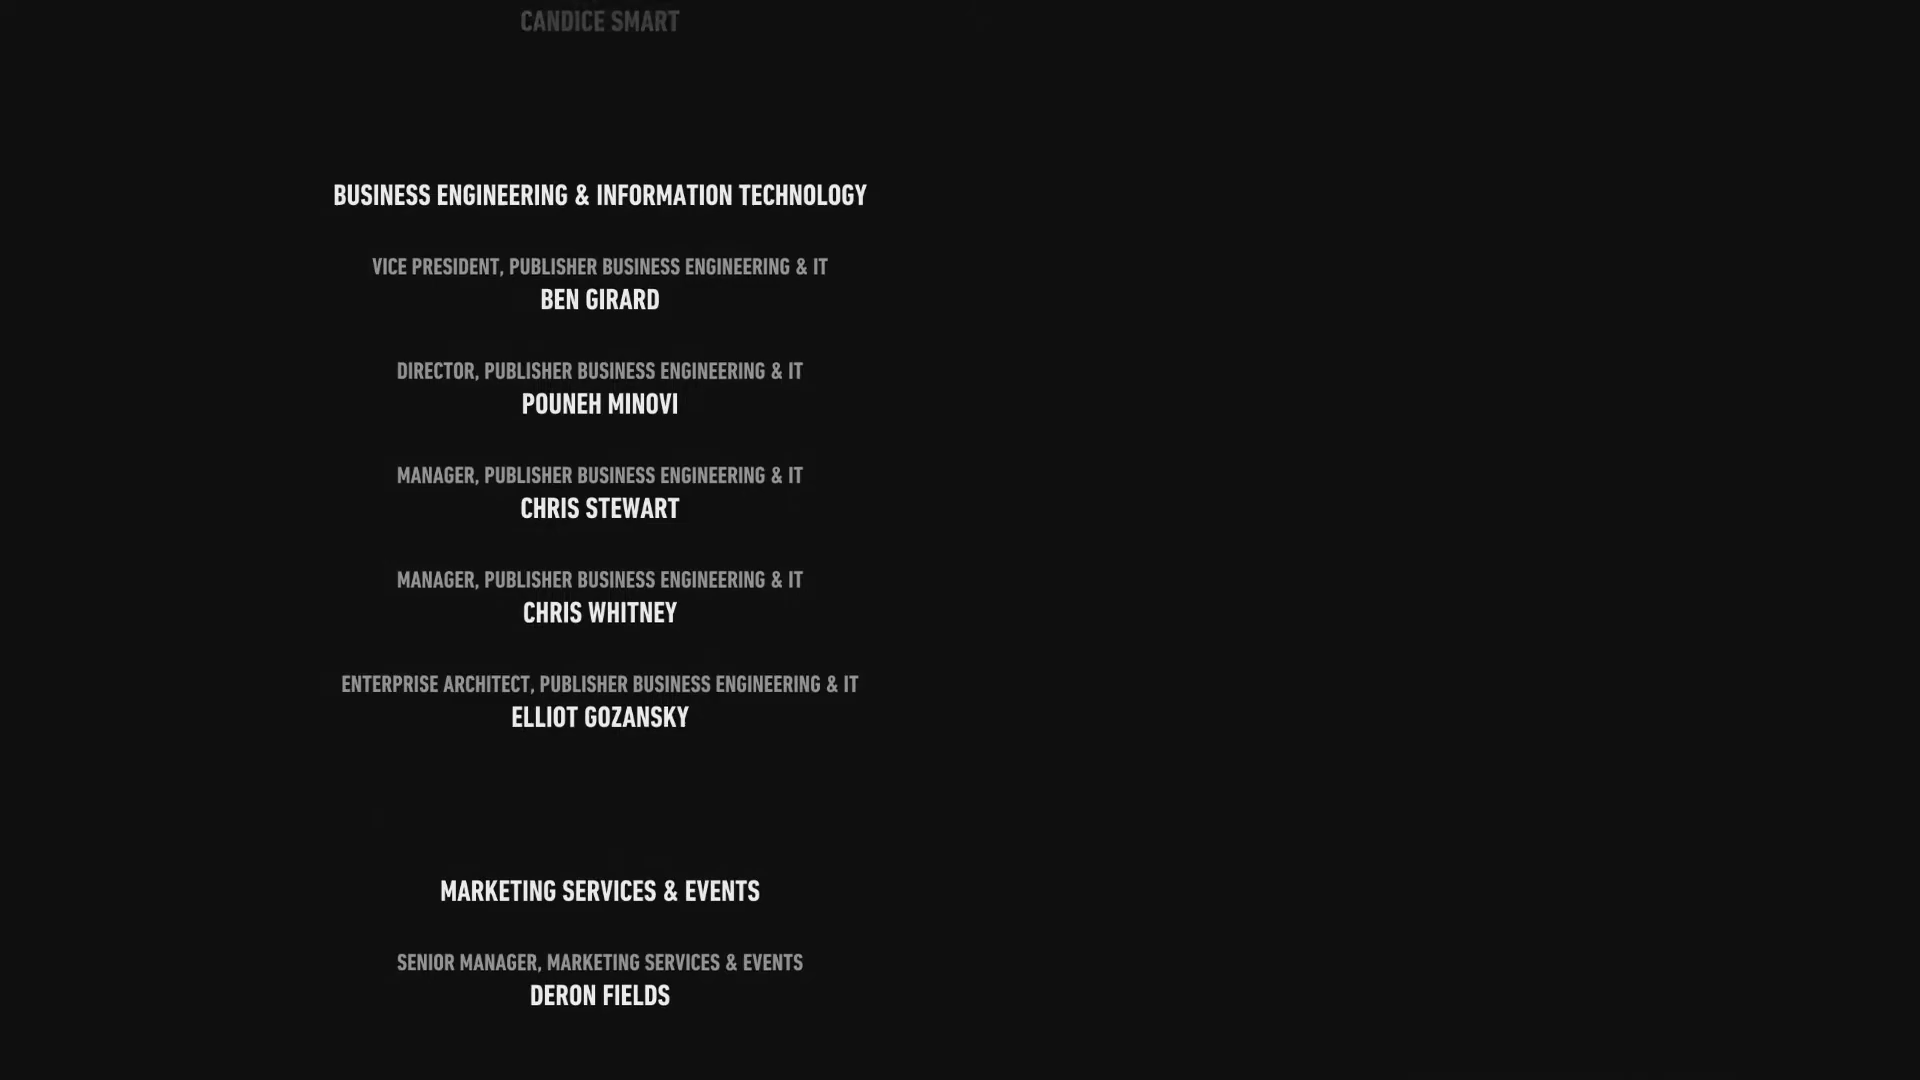 CANDICE SMART
BUSINESS ENGINEERING & INFORMATION TECHNOLOGY
VICE PRESIDENT, PUBLISHER BUSINESS ENGINEERING & IT
BEN GIRARD
DIRECTOR, PUBLISHER BUSINESS ENGINEERING & IT
POUNEH MINOVI
MANAGER, PUBLISHER BUSINESS ENGINEERING & IT
CHRIS STEWART
MANAGER, PUBLISHER BUSINESS ENGINEERING & IT
CHRIS WHITNEY
ENTERPRISE ARCHITECT, PUBLISHER BUSINESS ENGINEERING & IT
ELLIOT GOZANSKY
MARKETING SERVICES & EVENTS
SENIOR MANAGER, MARKETING SERVICES & EVENTS
DERON FIELDS